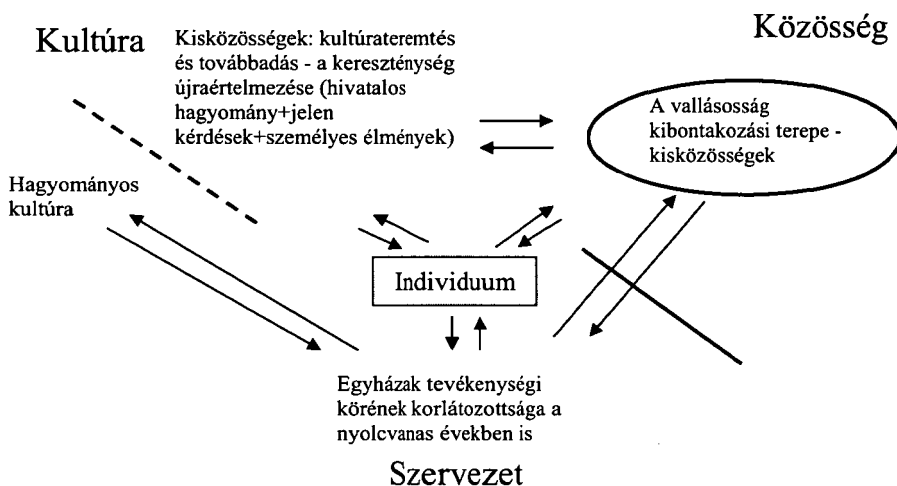 Kultúra
Kisközösségek: kultúrateremtés
és továbbadás - a kereszténység
újraértelmezése (hivatalos
hagyomány+jelen
kérdések+személyes élmények)
Közösség
A vallásosság
kibontakozási terepe -
kisközösségek
Hagyományos
kultúra
Individuum
Egyházak tevékenységi
körének korlátozottsága a
nyolcvanas években is
Szervezet